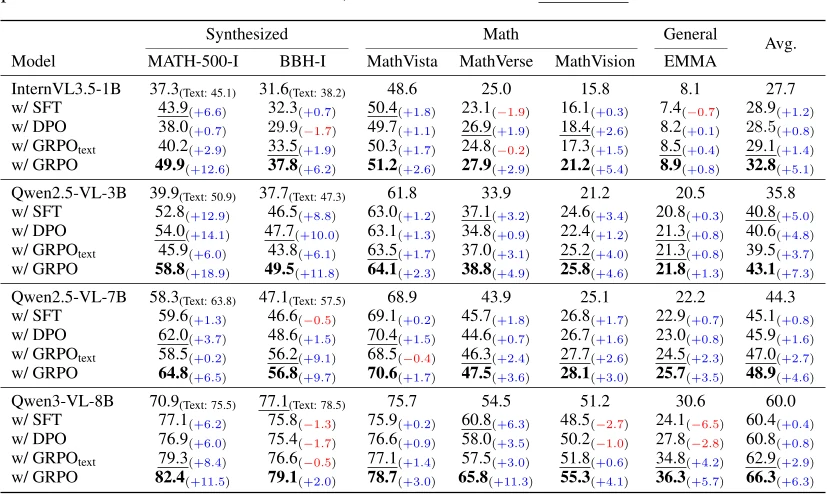 Synthesized Math General Avg.
Model MATH-500-I BBH-I MathVista MathVerse MathVision EMMA
InternVL3.5-1B 37.3(Text: 45.1) 31.6(Text: 38.2) 48.6 25.0 15.8 8.1 27.7
w/ SFT 43.9(+6.6) 32.3(+0.7) 50.4(+1.8) 23.1(−1.9) 16.1(+0.3) 7.4(−0.7) 28.9(+1.2)
w/ DPO 38.0(+0.7) 29.9(−1.7) 49.7(+1.1) 26.9(+1.9) 18.4(+2.6) 8.2(+0.1) 28.5(+0.8)
w/ GRPOtext 40.2(+2.9) 33.5(+1.9) 50.3(+1.7) 24.8(−0.2) 17.3(+1.5) 8.5(+0.4) 29.1(+1.4)
w/ GRPO 49.9(+12.6) 37.8(+6.2) 51.2(+2.6) 27.9(+2.9) 21.2(+5.4) 8.9(+0.8) 32.8(+5.1)
Qwen2.5-VL-3B 39.9(Text: 50.9) 37.7(Text: 47.3) 61.8 33.9 21.2 20.5 35.8
w/ SFT 52.8(+12.9) 46.5(+8.8) 63.0(+1.2) 37.1(+3.2) 24.6(+3.4) 20.8(+0.3) 40.8(+5.0)
w/ DPO 54.0(+14.1) 47.7(+10.0) 63.1(+1.3) 34.8(+0.9) 22.4(+1.2) 21.3(+0.8) 40.6(+4.8)
w/ GRPOtext 45.9(+6.0) 43.8(+6.1) 63.5(+1.7) 37.0(+3.1) 25.2(+4.0) 21.3(+0.8) 39.5(+3.7)
w/ GRPO 58.8(+18.9) 49.5(+11.8) 64.1(+2.3) 38.8(+4.9) 25.8(+4.6) 21.8(+1.3) 43.1(+7.3)
Qwen2.5-VL-7B 58.3(Text: 63.8) 47.1(Text: 57.5) 68.9 43.9 25.1 22.2 44.3
w/ SFT 59.6(+1.3) 46.6(−0.5) 69.1(+0.2) 45.7(+1.8) 26.8(+1.7) 22.9(+0.7) 45.1(+0.8)
w/ DPO 62.0(+3.7) 48.6(+1.5) 70.4(+1.5) 44.6(+0.7) 26.7(+1.6) 23.0(+0.8) 45.9(+1.6)
w/ GRPOtext 58.5(+0.2) 56.2(+9.1) 68.5(−0.4) 46.3(+2.4) 27.7(+2.6) 24.5(+2.3) 47.0(+2.7)
w/ GRPO 64.8(+6.5) 56.8(+9.7) 70.6(+1.7) 47.5(+3.6) 28.1(+3.0) 25.7(+3.5) 48.9(+4.6)
Qwen3-VL-8B 70.9(Text: 75.5) 77.1(Text: 78.5) 75.7 54.5 51.2 30.6 60.0
w/ SFT 77.1(+6.2) 75.8(−1.3) 75.9(+0.2) 60.8(+6.3) 48.5(−2.7) 24.1(−6.5) 60.4(+0.4)
w/ DPO 76.9(+6.0) 75.4(−1.7) 76.6(+0.9) 58.0(+3.5) 50.2(−1.0) 27.8(−2.8) 60.8(+0.8)
w/ GRPOtext 79.3(+8.4) 76.6(−0.5) 77.1(+1.4) 57.5(+3.0) 51.8(+0.6) 34.8(+4.2) 62.9(+2.9)
w/ GRPO 82.4(+11.5) 79.1(+2.0) 78.7(+3.0) 65.8(+11.3) 55.3(+4.1) 36.3(+5.7) 66.3(+6.3)